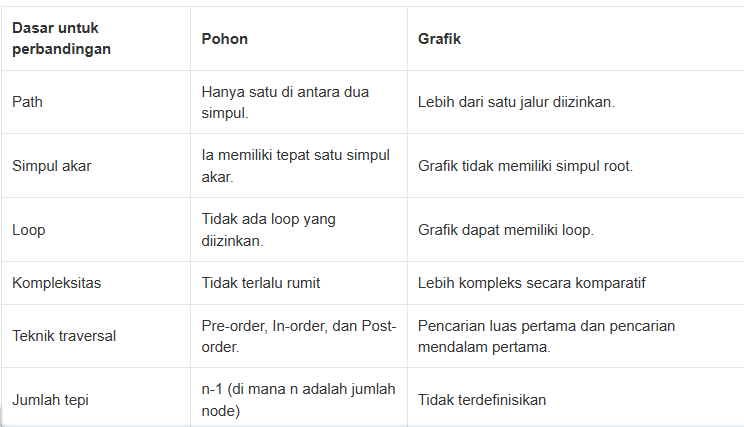 Dasar untuk
perbandingan
Pohon
Grafik
Path
Hanya satu di antara dua
simpul.
Lebih dari satu jalur diizinkan.
Simpul akar
Ia memiliki tepat satu simpul
akar.
Grafik tidak memiliki simpul root.
Loop
Tidak ada loop yang
diizinkan.
Grafik dapat memiliki loop.
Kompleksitas
Tidak terlalu rumit
Lebih kompleks secara komparatif
Teknik traversal
Pre-order, In-order, dan Post-
order.
Pencarian luas pertama dan pencarian
mendalam pertama.
Jumlah tepi
n-1 (di mana n adalah jumlah
node)
Tidak terdefinisikan